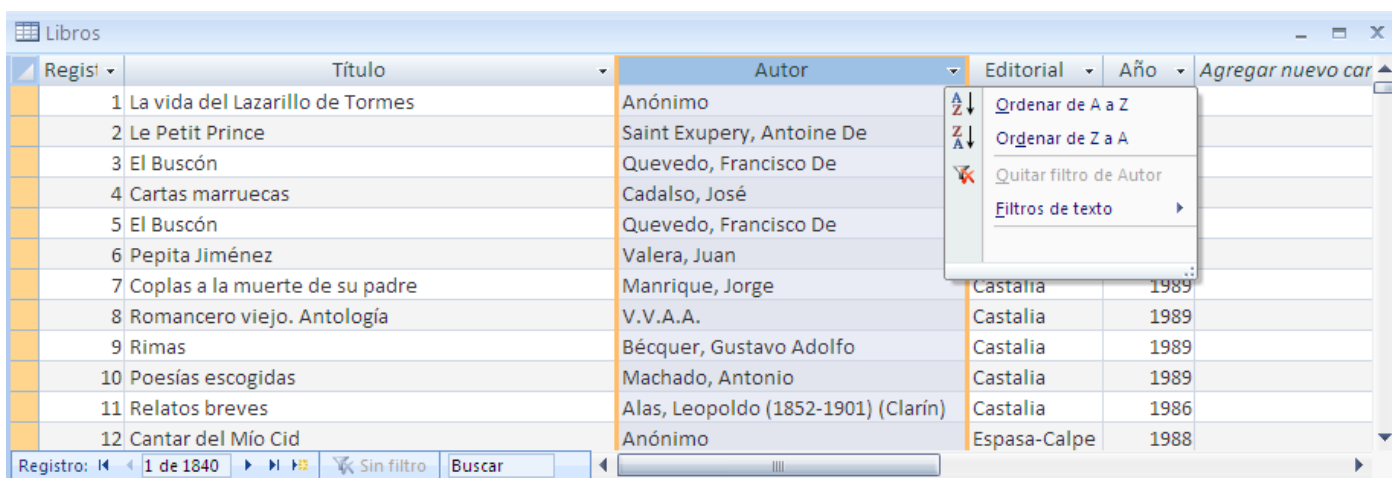 Libros
Regist Título Autor Editorial Año Agregar nuevo car
1 La vida del Lazarillo de Tormes Anónimo
2 Le Petit Prince Saint Exupery, Antoine De
3 El Buscón Quevedo, Francisco De
4 Cartas marruecas Cadalso, José
5 El Buscón Quevedo, Francisco De
6 Pepita Jiménez Valera, Juan
7 Coplas a la muerte de su padre Manrique, Jorge Castalia 1989
8 Romancero viejo. Antología V.V.A.A. Castalia 1989
9 Rimas Bécquer, Gustavo Adolfo Castalia 1989
10 Poesías escogidas Machado, Antonio Castalia 1989
11 Relatos breves Alas, Leopoldo (1852-1901) (Clarín) Castalia 1986
12 Cantar del Mío Cid Anónimo Espasa-Calpe 1988
Ordenar de A a Z
Ordenar de Z a A
Quitar filtro de Autor
Filtros de texto
Registro: 1 de 1840 Sin filtro Buscar